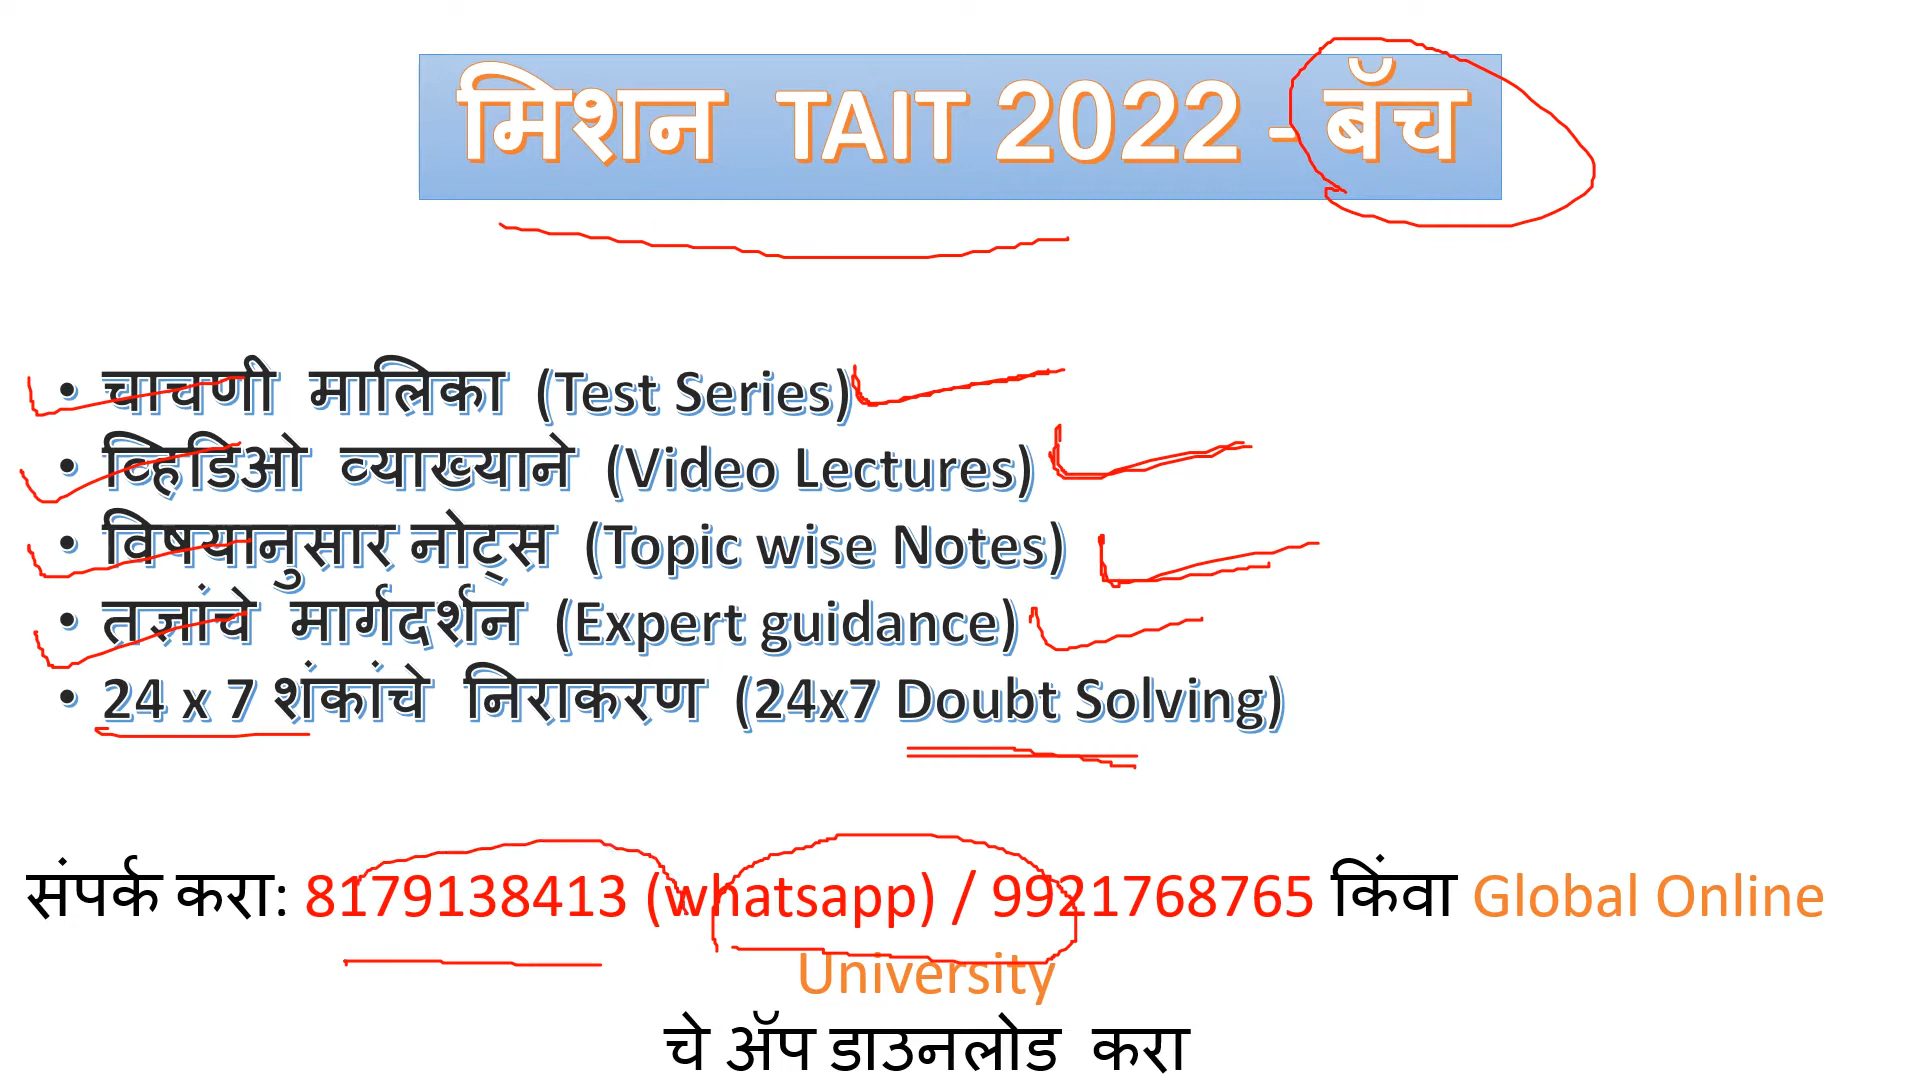 मिशन TAIT 2022 - बॅच
• चाचणी मालिका (Test Series)
• व्हिडिओ व्याख्याने (Video Lectures)
• विषयानुसार नोट्स (Topic wise Notes)
• तज्ञांचे मार्गदर्शन (Expert guidance)
• 24 x 7 शंकांचे निराकरण (24x7 Doubt Solving)
संपर्क करा: 8179138413 (whatsapp) / 9921768765 किंवा Global Online
University
चे ॲप डाउनलोड करा